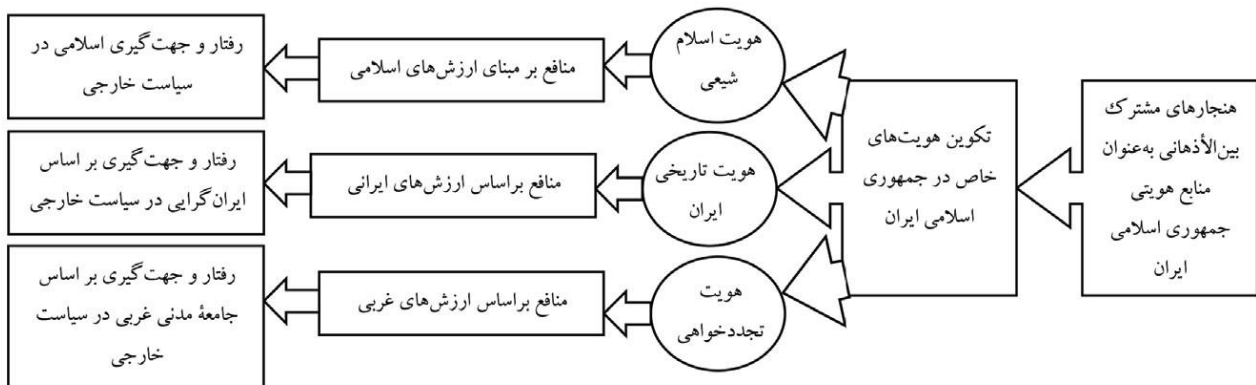 هنجارهای مشترك
بین‌الأذهانی به‌عنوان
منابع هویتی
جمهوری اسلامی
ایران
تکوین هویت‌های
خاص در جمهوری
اسلامی ایران
هویت اسلام
شیعی
منافع بر مبنای ارزش‌های اسلامی
رفتار و جهت‌گیری اسلامی در
سیاست خارجی
هویت تاریخی
ایران
منافع براساس ارزش‌های ایرانی
رفتار و جهت‌گیری بر اساس
ایران‌گرایی در سیاست خارجی
هویت
تجددخواهی
منافع براساس ارزش‌های غربی
رفتار و جهت‌گیری بر اساس
جامعهٔ مدنی غربی در سیاست
خارجی